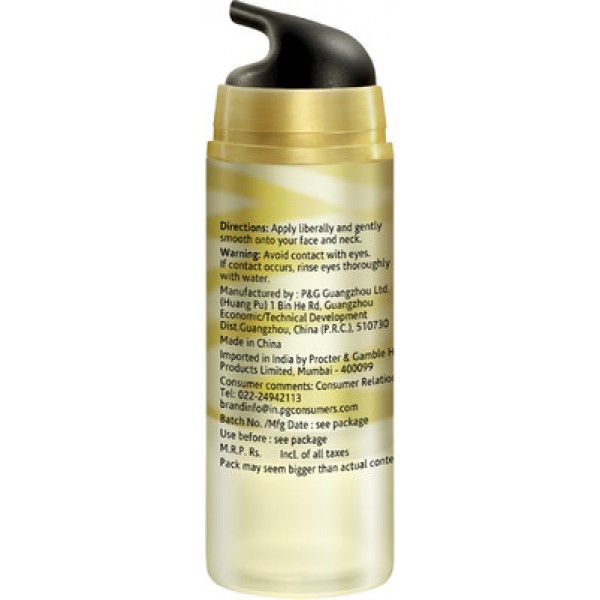 Directions: Apply liberally and gently
smooth onto your face and neck.
Warning: Avoid contact with eyes.
If contact occurs, rinse eyes thoroughly
with water.
Manufactured by : P&G Guangzhou Ltd.
(Huang Pu) 1 Bin He Rd, Guangzhou
Economic/Technical Development
Dist.Guangzhou, China (P.R.C.), 510730
Made in China
Imported in India by Procter & Gamble H
Products Limited, Mumbai - 400099
Consumer comments: Consumer Relatio
Tel: 022-24942113
brandinfo@in.pgconsumers.com
Batch No. /Mfg Date : see package
Use before : see package
M.R.P. Rs. Incl. of all taxes
Pack may seem bigger than actual conte